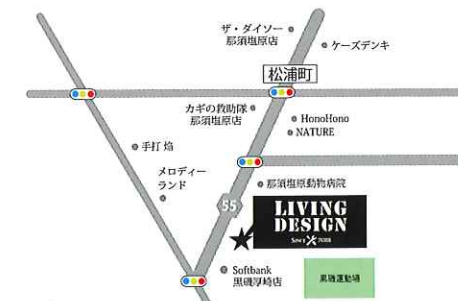 ザ・ダイソー
那須塩原店
ケーズデンキ
松浦町
カギの救助隊
那須塩原店
HonoHono
NATURE
手打 焔
メロディー
ランド
那須塩原動物病院
55
LIVING
DESIGN
Softbank
黒磯厚崎店
黒磯運動場